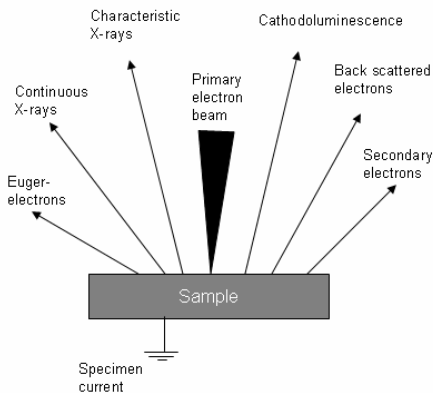 Characteristic
X-rays
Cathodoluminescence
Continuous
X-rays
Primary
electron
beam
Back scattered
electrons
Euger-
electrons
Secondary
electrons
Sample
Specimen
current